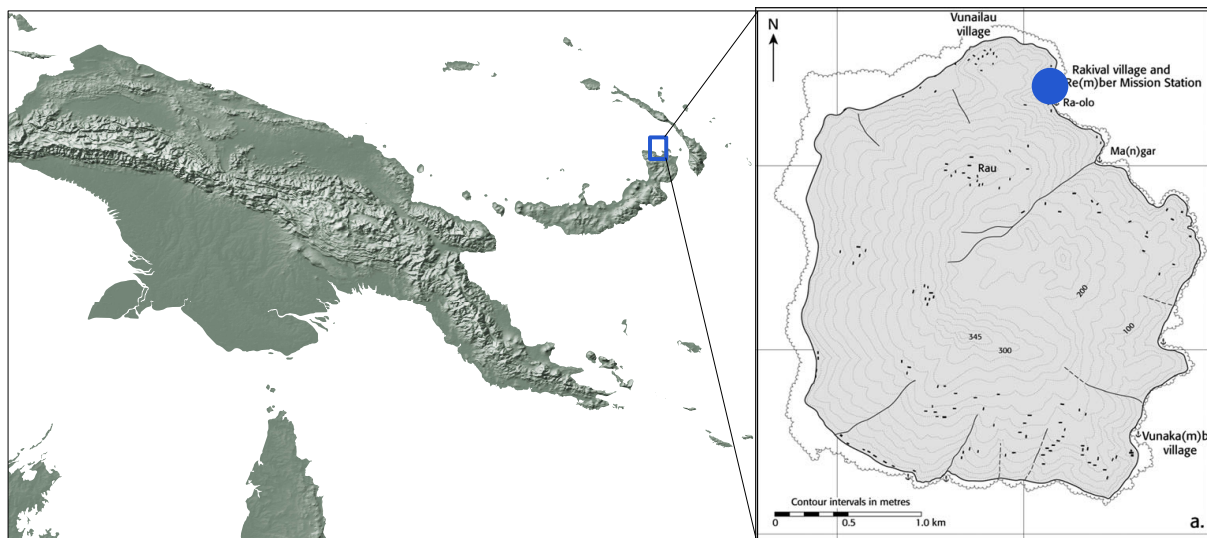 N
Vunailau
village
Rakival village and
Re(m)ber Mission Station
Ra-olo
Ma(n)gar
Rau
200
100
345
300
Vunaka(m)b
village
Contour intervals in metres
0 0.5 1.0 km
a.